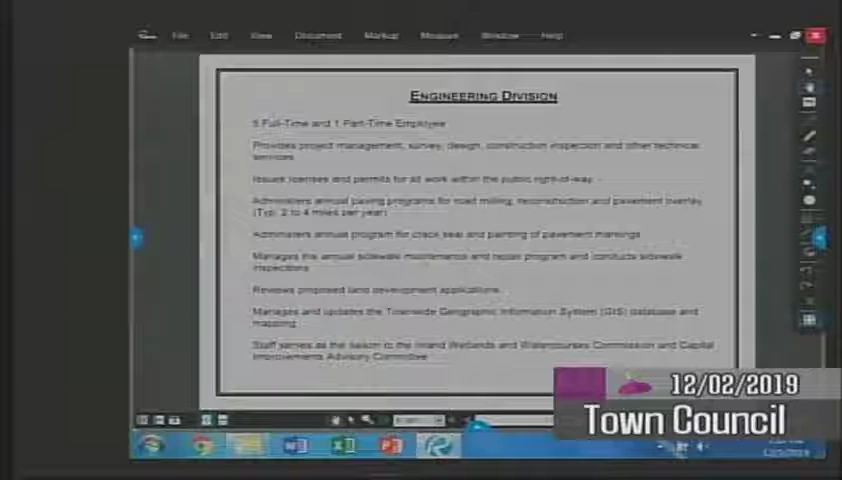 File Edit View Document Markup Measure Window Help
ENGINEERING DIVISION
5 Full-Time and 1 Part-Time Employee
Provides project management, survey, design, construction inspection and other technical
services
Issues licenses and permits for all work within the public right-of-way
Administers annual paving programs for road milling, reconstruction and pavement overlay
(Typ. 2 to 4 miles per year)
Administers annual program for crack seal and painting of pavement markings
Manages the annual sidewalk maintenance and repair program and conducts sidewalk
inspections
Reviews proposed land development applications
Manages and updates the Townwide Geographic Information System (GIS) database and
mapping
Staff serves as the liaison to the Inland Wetlands and Watercourses Commission and Capital
Improvements Advisory Committee
12/02/2019
Town Council